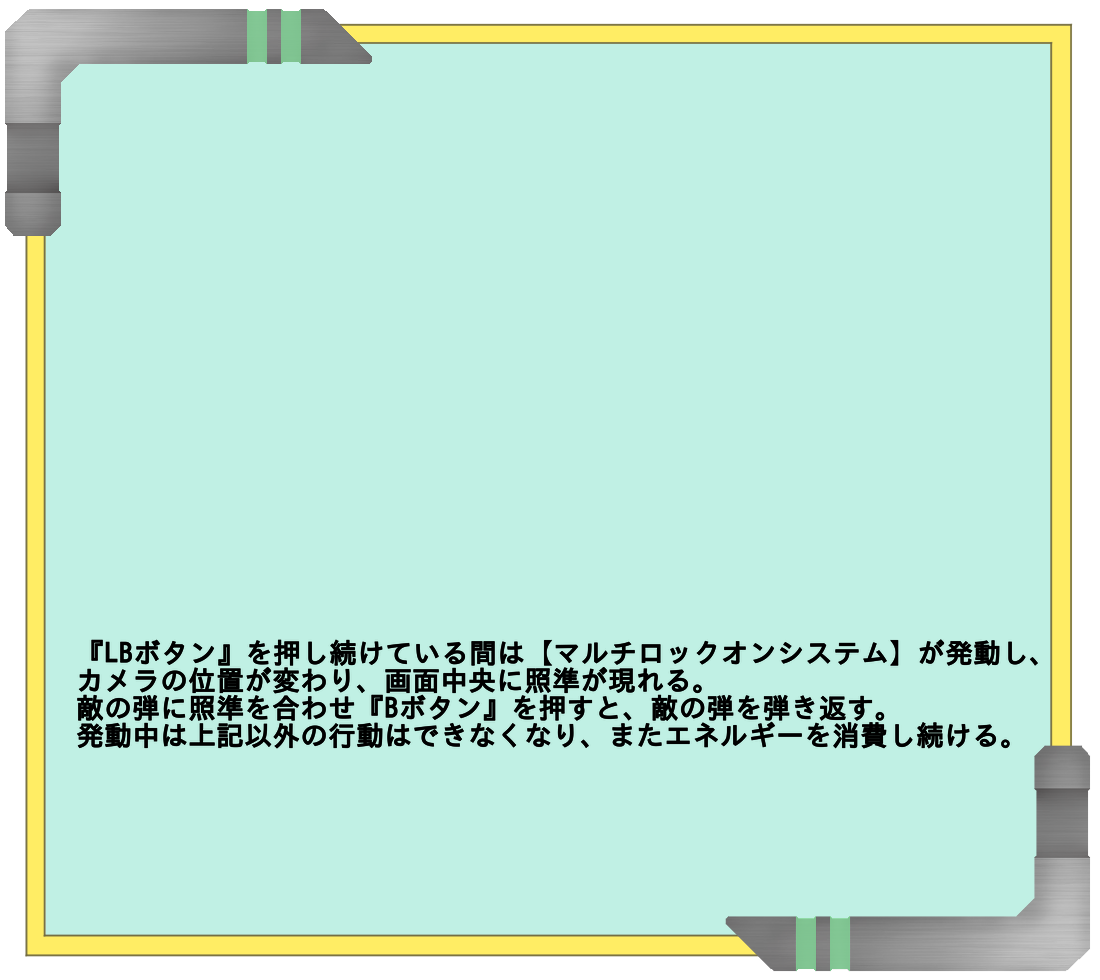 『LBボタン』を押し続けている間は【マルチロックオンシステム】が発動し、
カメラの位置が変わり、画面中央に照準が現れる。
敵の弾に照準を合わせ『Bボタン』を押すと、敵の弾を弾き返す。
発動中は上記以外の行動はできなくなり、またエネルギーを消費し続ける。